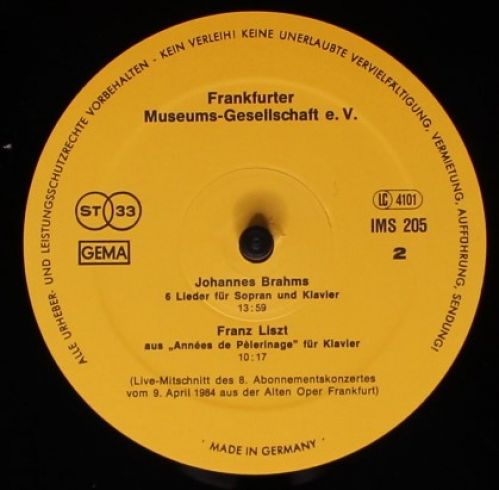 ALLE URHEBER- UND LEISTUNGSSCHUTZRECHTE VORBEHALTEN - KEIN VERLEIH! KEINE UNERLAUBTE VERVIELFÄLTIGUNG, VERMIETUNG, AUFFÜHRUNG, SENDUNG!
Frankfurter
Museums-Gesellschaft e. V.
ST 33
GEMA
LC 4101
IMS 205
2
Johannes Brahms
6 Lieder für Sopran und Klavier
13:59
Franz Liszt
aus „Années de Pèlerinage" für Klavier
10:17
(Live-Mitschnitt des 8. Abonnementskonzertes
vom 9. April 1984 aus der Alten Oper Frankfurt)
· MADE IN GERMANY ·